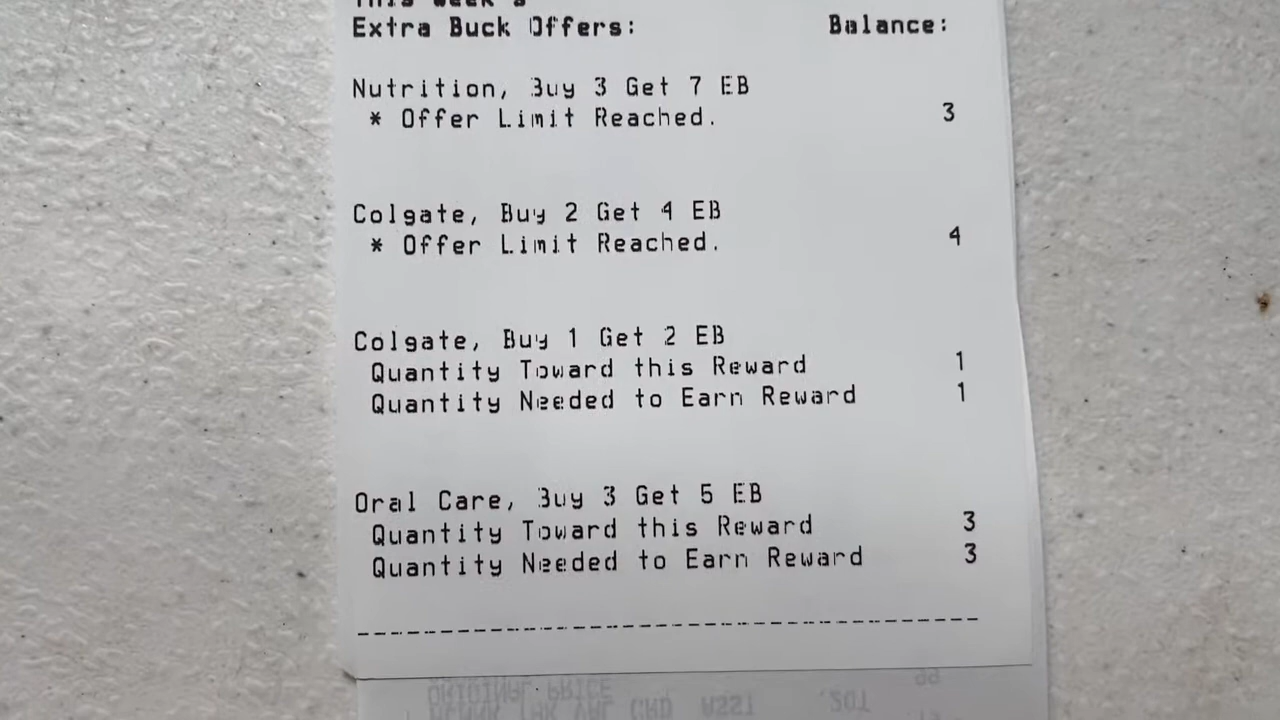 This Week's
Extra Buck Offers: Balance:
Nutrition, Buy 3 Get 7 EB
* Offer Limit Reached. 3
Colgate, Buy 2 Get 4 EB
* Offer Limit Reached. 4
Colgate, Buy 1 Get 2 EB
Quantity Toward this Reward 1
Quantity Needed to Earn Reward 1
Oral Care, Buy 3 Get 5 EB
Quantity Toward this Reward 3
Quantity Needed to Earn Reward 3